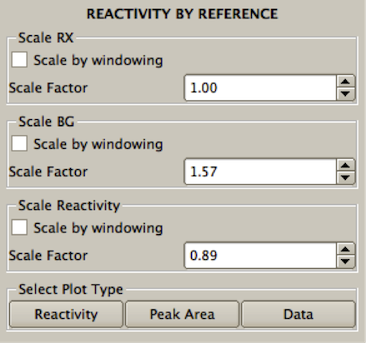 REACTIVITY BY REFERENCE
Scale RX
Scale by windowing
Scale Factor 1.00
Scale BG
Scale by windowing
Scale Factor 1.57
Scale Reactivity
Scale by windowing
Scale Factor 0.89
Select Plot Type
Reactivity Peak Area Data